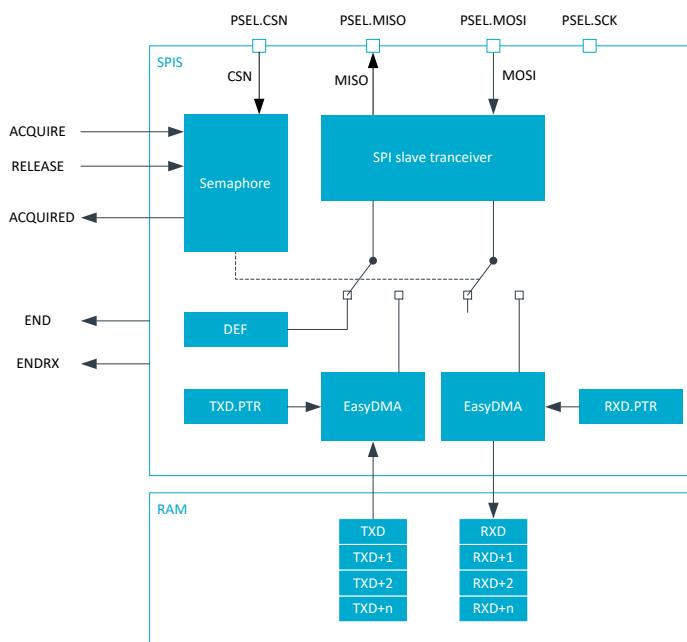 PSEL.CSN PSEL.MISO PSEL.MOSI PSEL.SCK
SPIS
CSN MISO MOSI
ACQUIRE
RELEASE
ACQUIRED
Semaphore
SPI slave tranceiver
END
ENDRX
DEF
TXD.PTR EasyDMA EasyDMA RXD.PTR
RAM
TXD RXD
TXD+1 RXD+1
TXD+2 RXD+2
TXD+n RXD+n